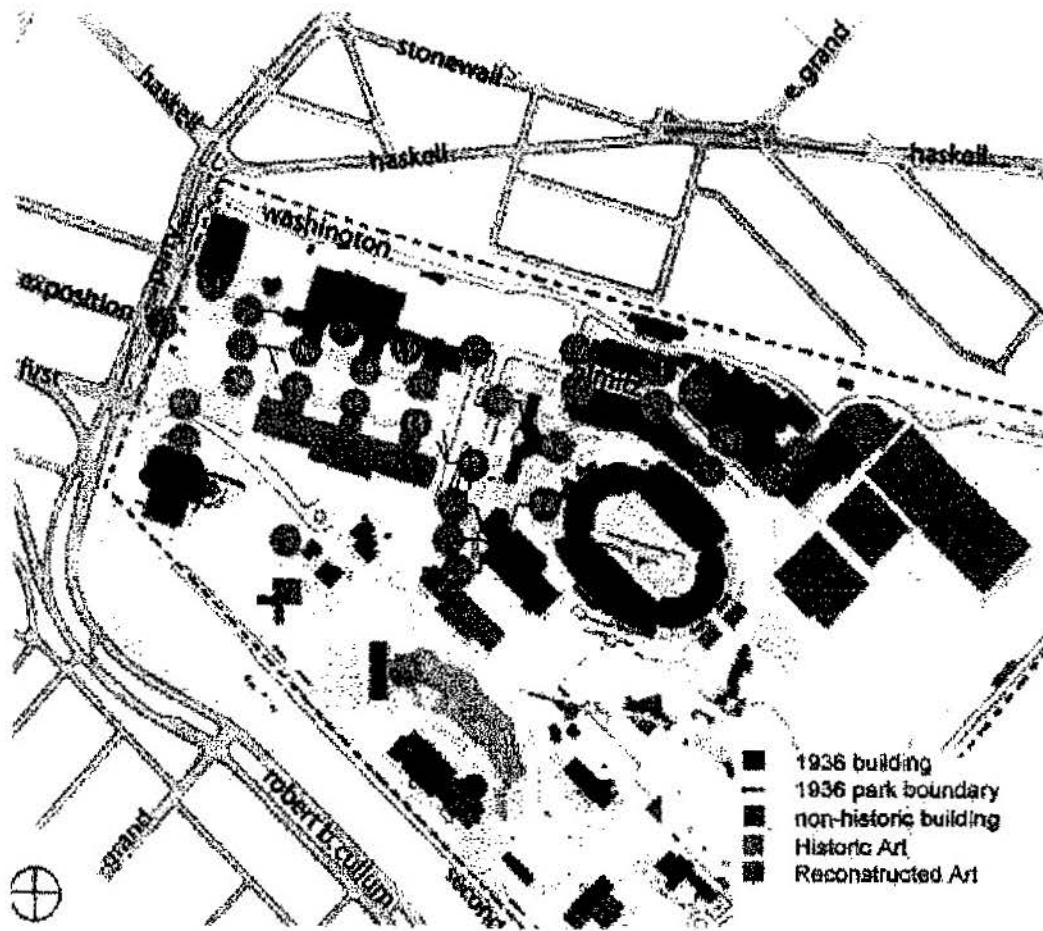 stonewall
e. grand
haskell
haskell
haskell
washington
parry
exposition
first
robert b. cullum
grand
second
1936 building
1936 park boundary
non-historic building
Historic Art
Reconstructed Art